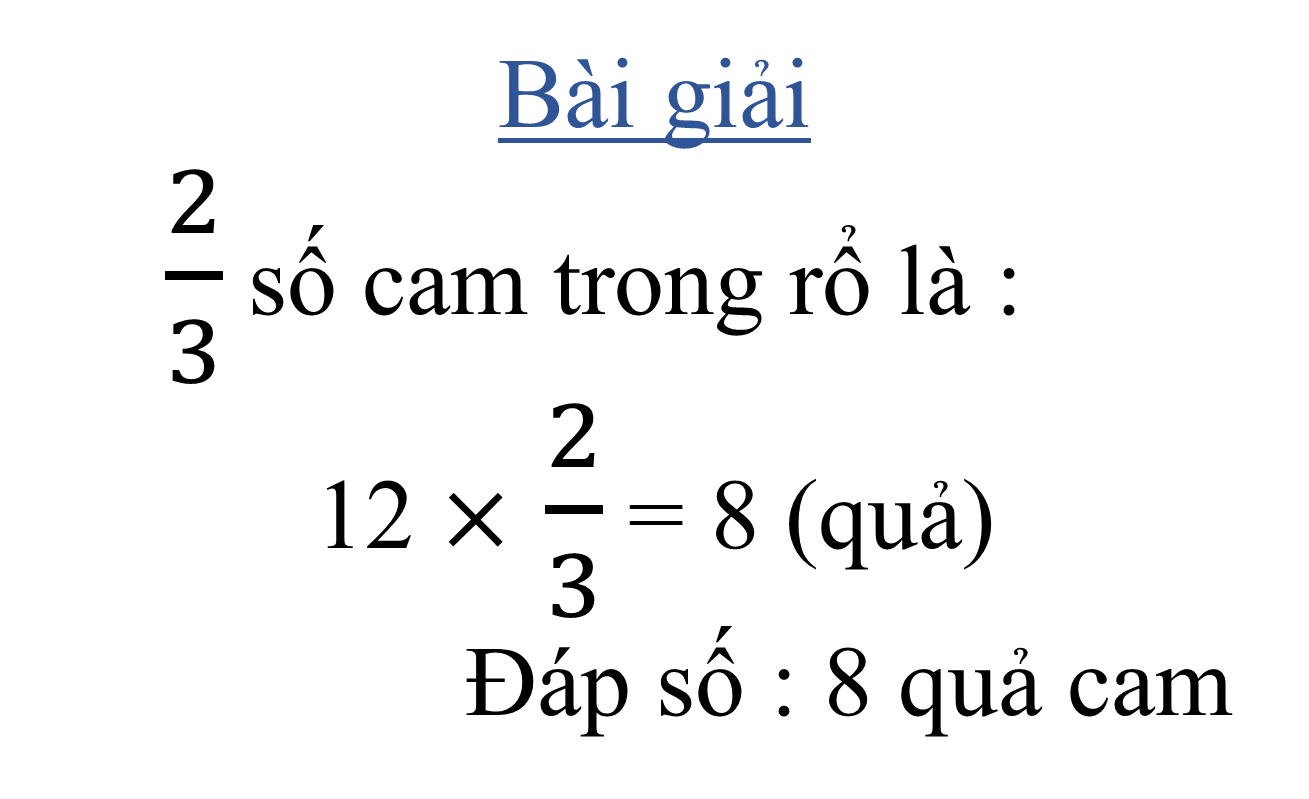 Bài giải
2/3 số cam trong rổ là :
12 × 2/3 = 8 (quả)
Đáp số : 8 quả cam